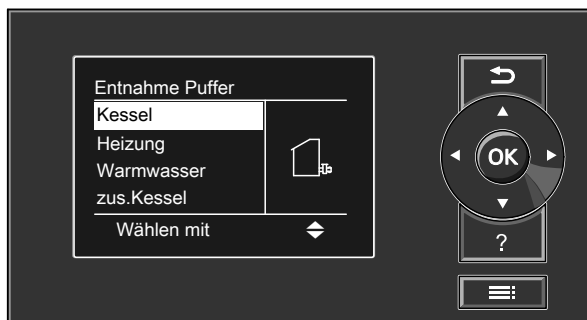 Entnahme Puffer
Kessel
Heizung
Warmwasser
zus.Kessel
Wählen mit
OK
?